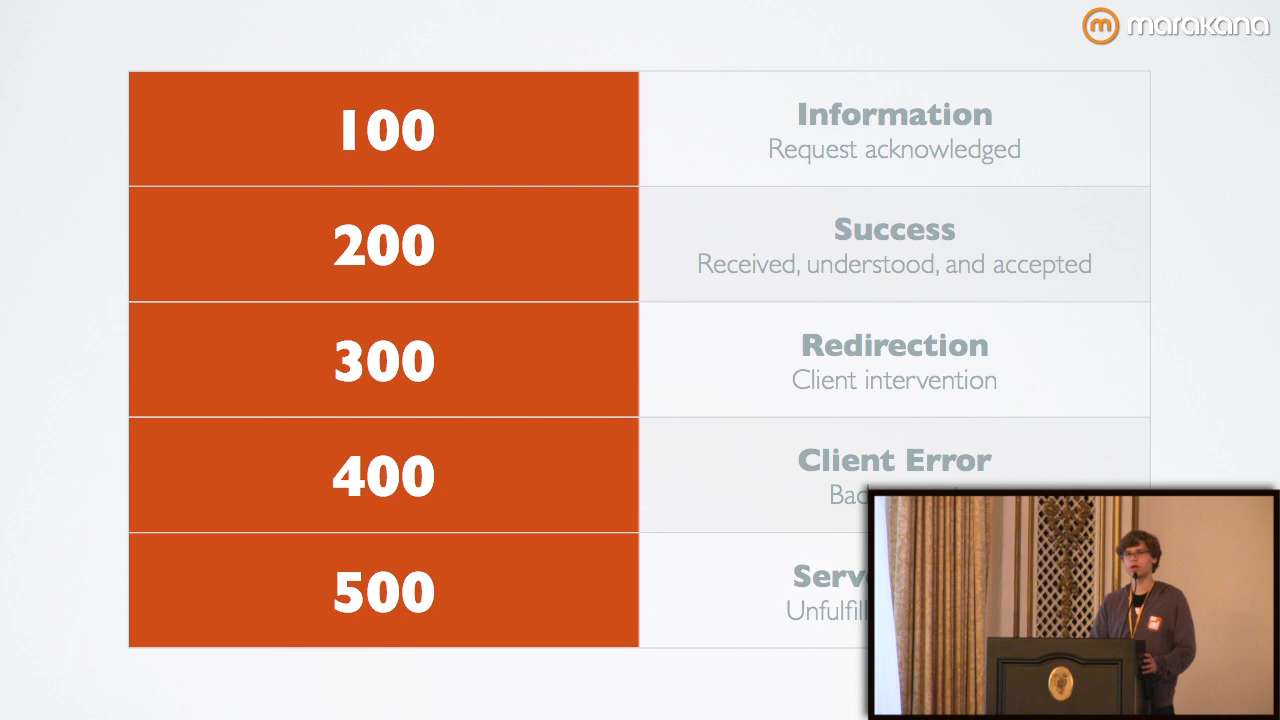 marakana
100
Information
Request acknowledged
200
Success
Received, understood, and accepted
300
Redirection
Client intervention
400
Client Error
500